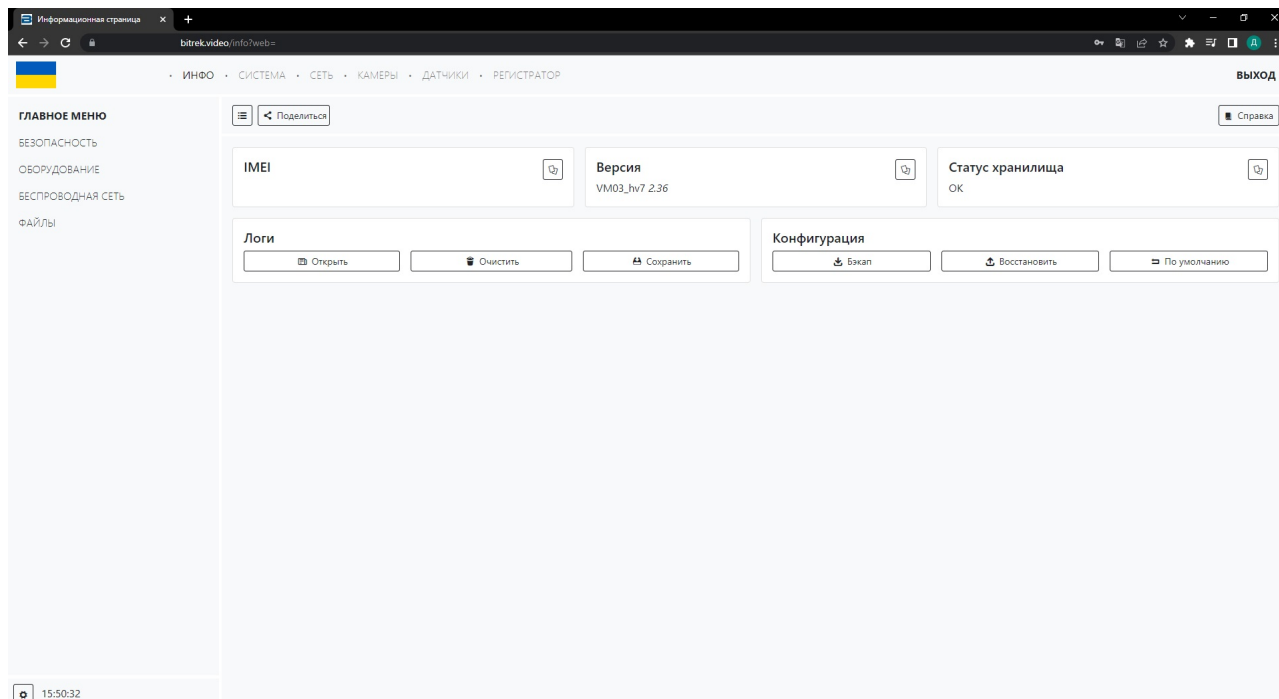 Информационная страница
bitrek.video/info?web=
· ИНФО · СИСТЕМА · СЕТЬ · КАМЕРЫ · ДАТЧИКИ · РЕГИСТРАТОР
ВЫХОД
ГЛАВНОЕ МЕНЮ
БЕЗОПАСНОСТЬ
ОБОРУДОВАНИЕ
БЕСПРОВОДНАЯ СЕТЬ
ФАЙЛЫ
Поделиться
Справка
IMEI
Версия
VM03_hv7 2.36
Статус хранилища
OK
Логи
Открыть
Очистить
Сохранить
Конфигурация
Бэкап
Восстановить
По умолчанию
15:50:32